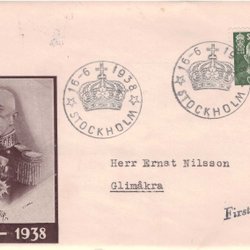 16-6 1938
STOCKHOLM
16-6 1938
STOCKHOLM
Herr Ernst Nilsson
Glimåkra
First
- 1938